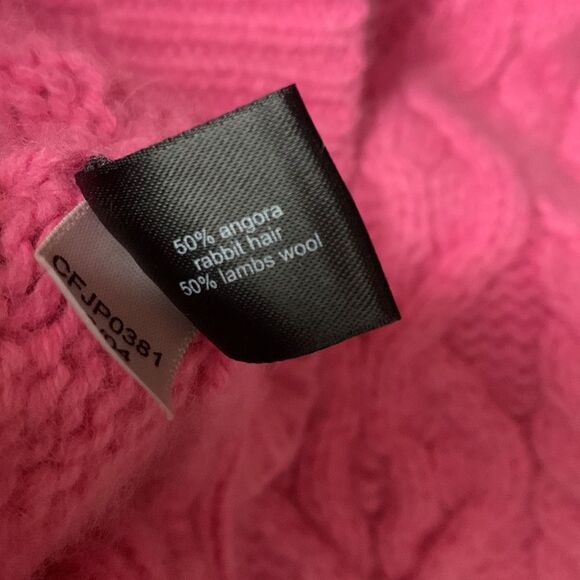 50% angora
rabbit hair
50% lambs wool
CFJP0381